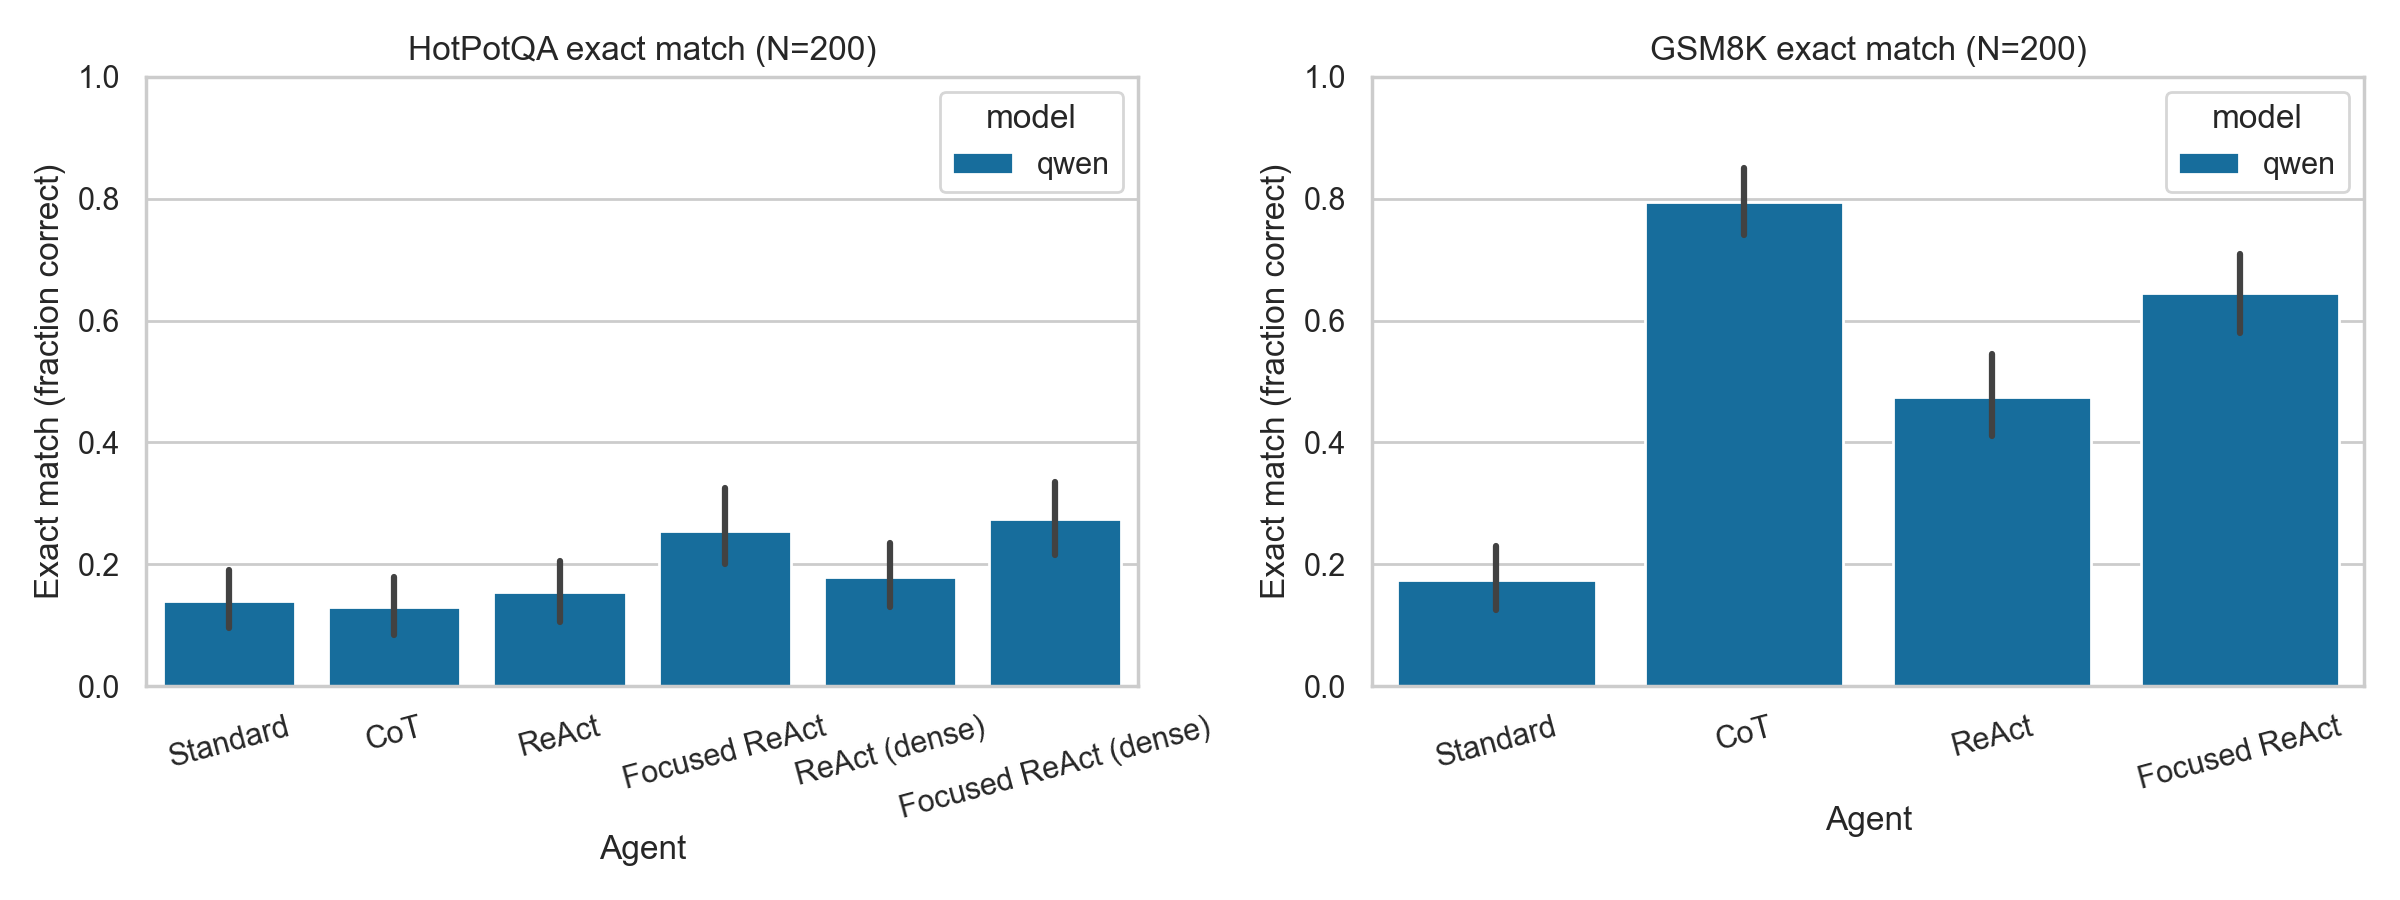 HotPotQA exact match (N=200)
Exact match (fraction correct)
1.0
0.8
0.6
0.4
0.2
0.0
model
qwen
Standard
CoT
ReAct
Focused ReAct
ReAct (dense)
Focused ReAct (dense)
Agent
GSM8K exact match (N=200)
Exact match (fraction correct)
1.0
0.8
0.6
0.4
0.2
0.0
model
qwen
Standard
CoT
ReAct
Focused ReAct
Agent